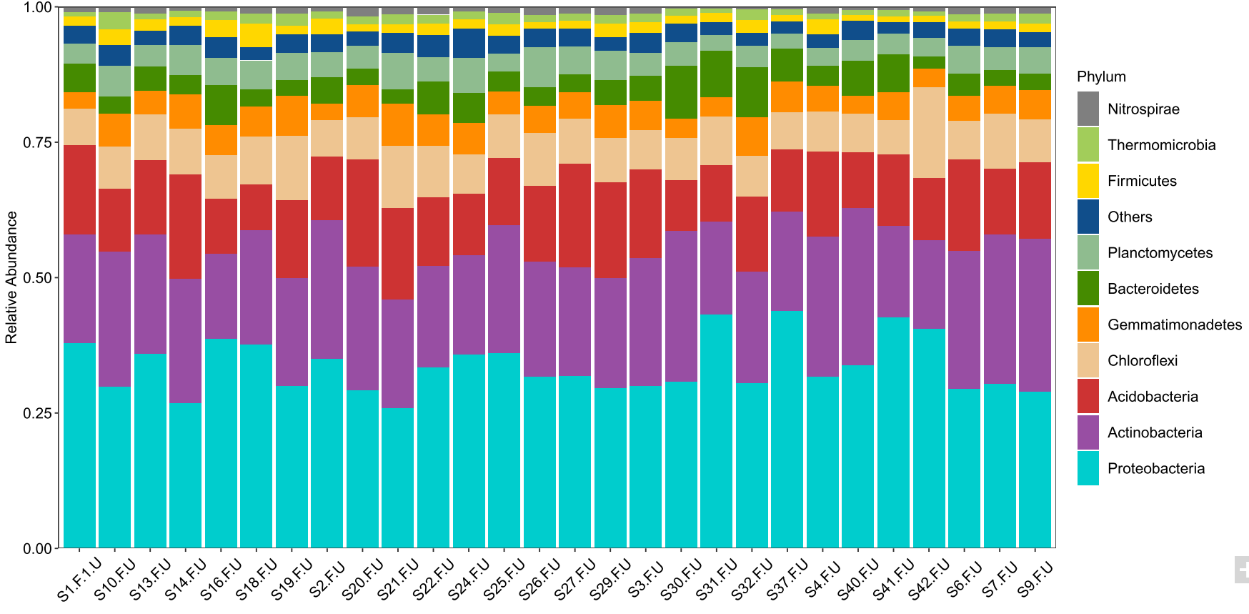 1.00
0.75
0.50
0.25
0.00
Relative Abundance
S1.F.1.U
S10.F.U
S13.F.U
S14.F.U
S16.F.U
S18.F.U
S19.F.U
S2.F.U
S20.F.U
S21.F.U
S22.F.U
S24.F.U
S25.F.U
S26.F.U
S27.F.U
S29.F.U
S3.F.U
S30.F.U
S31.F.U
S32.F.U
S37.F.U
S4.F.U
S40.F.U
S41.F.U
S42.F.U
S6.F.U
S7.F.U
S9.F.U
Phylum
Nitrospirae
Thermomicrobia
Firmicutes
Others
Planctomycetes
Bacteroidetes
Gemmatimonadetes
Chloroflexi
Acidobacteria
Actinobacteria
Proteobacteria